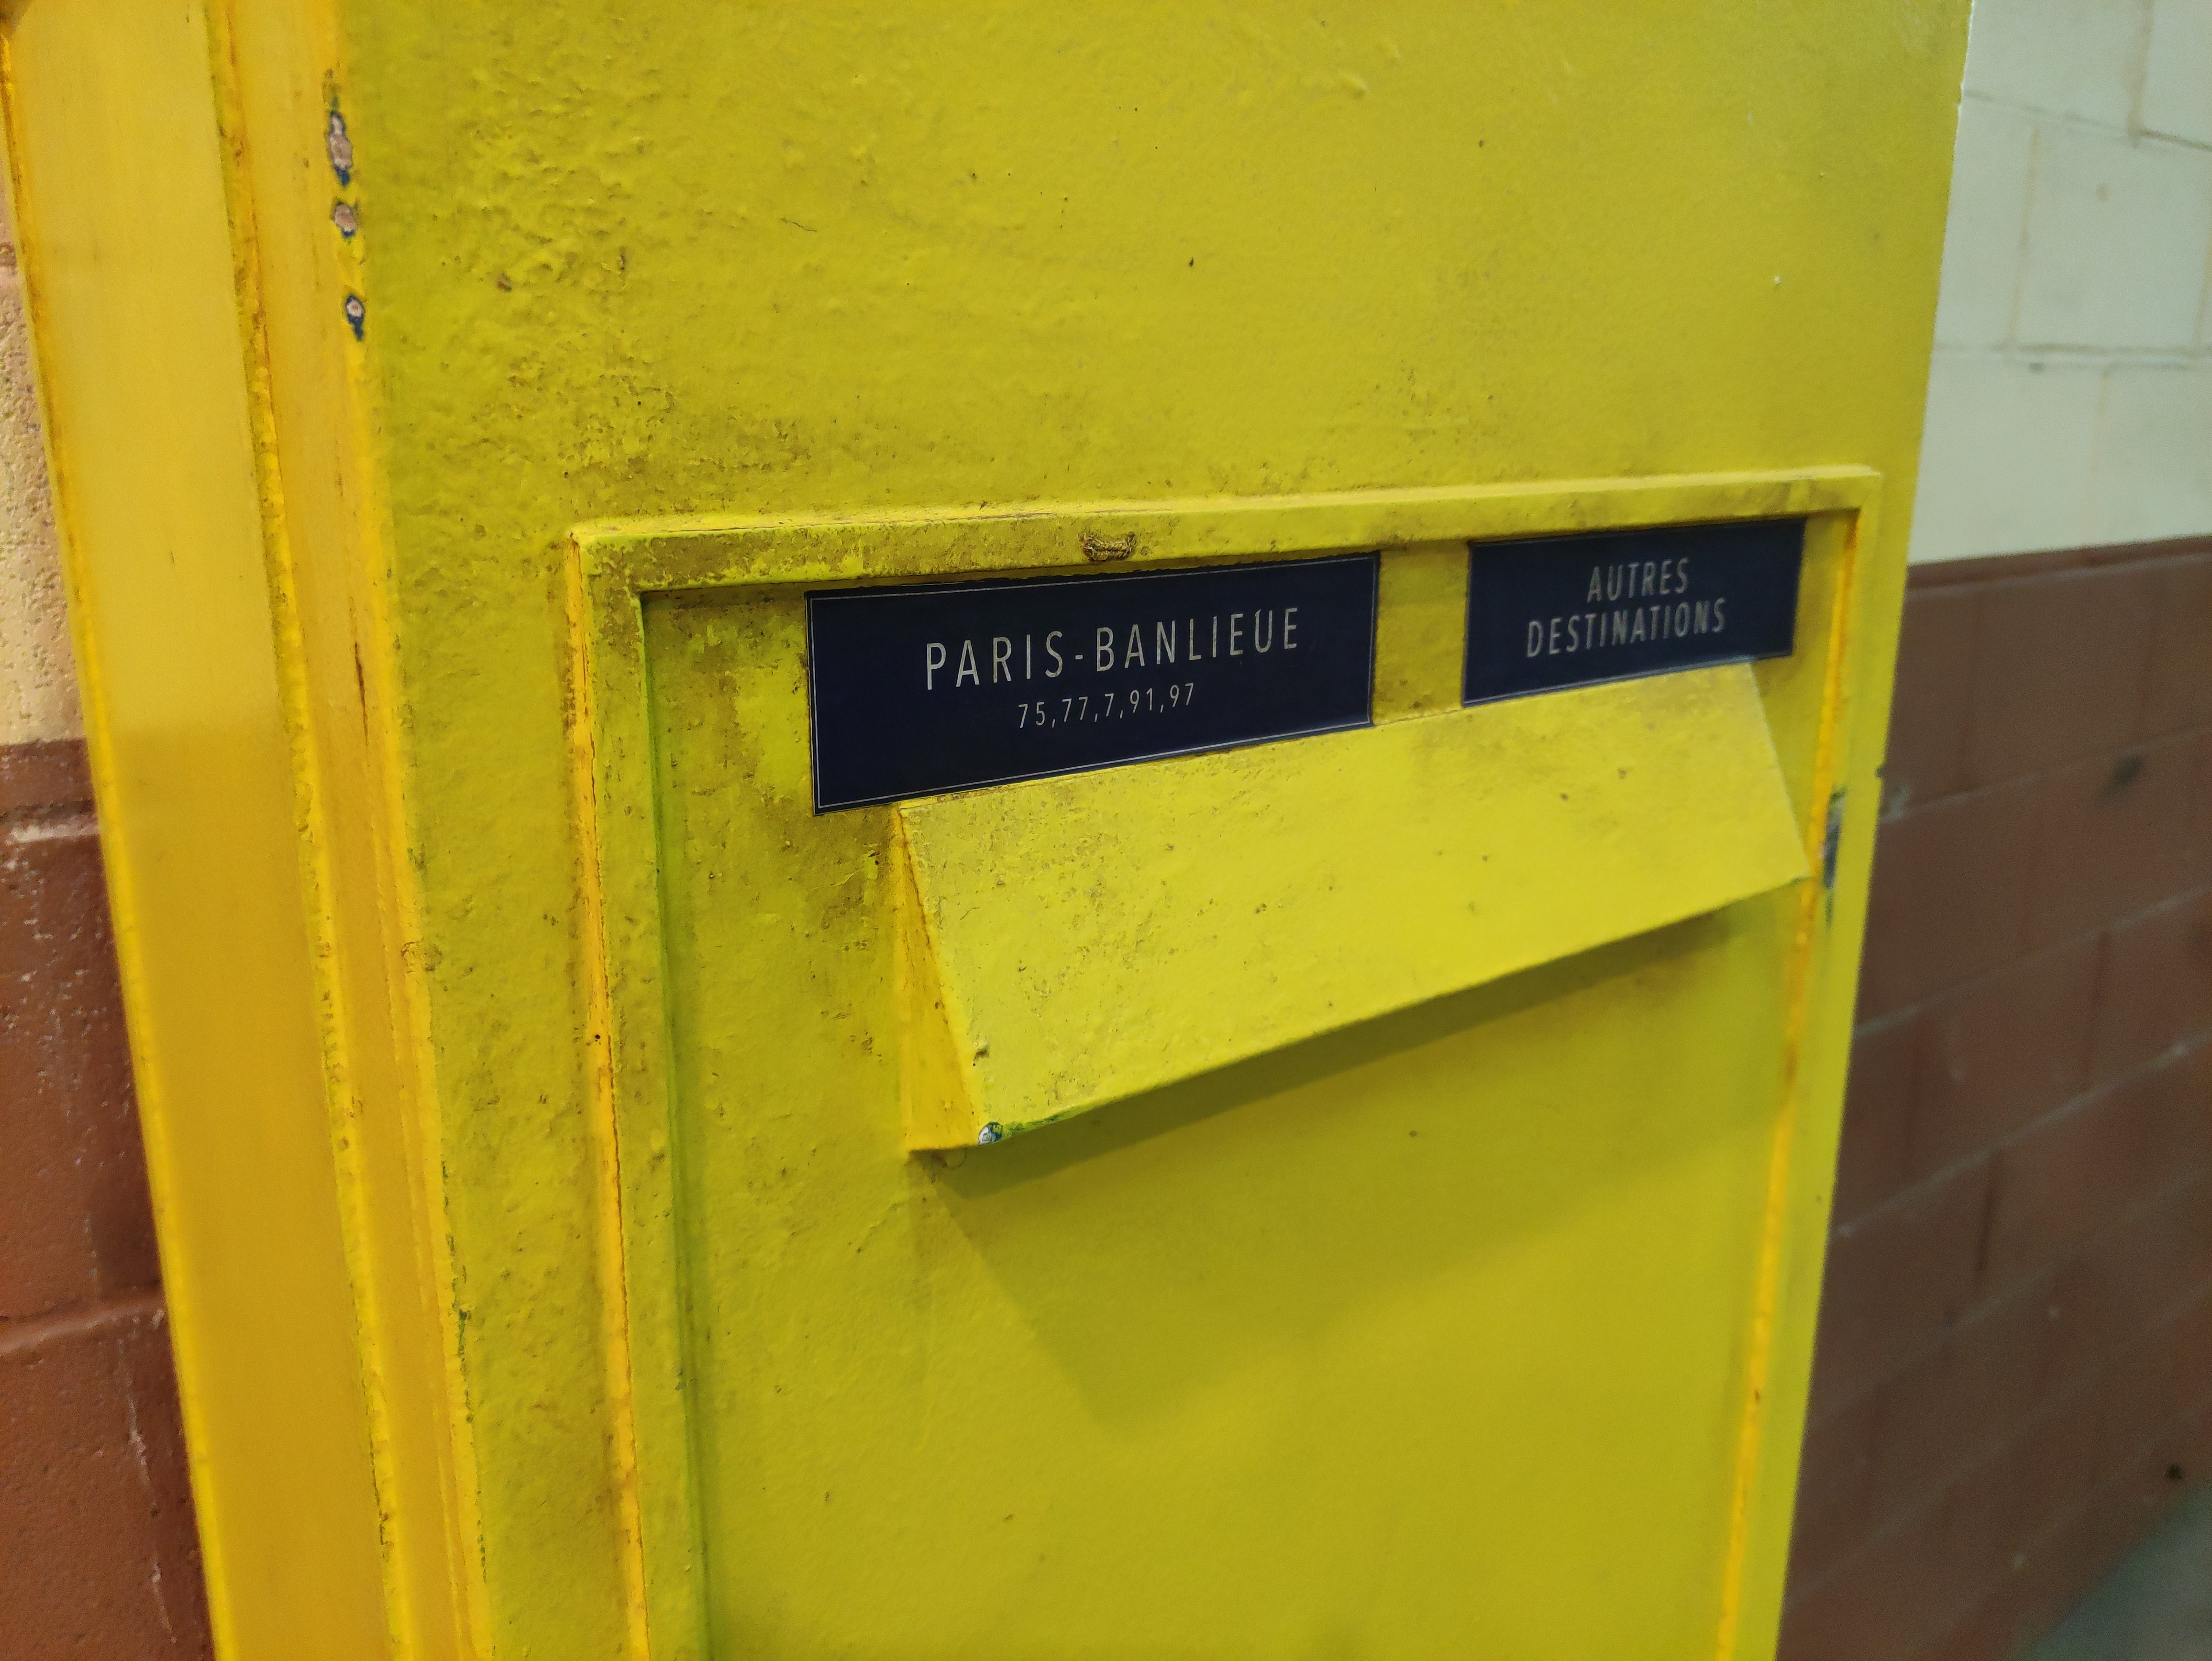 PARIS-BANLIEUE
75,77,7,91,97
AUTRES
DESTINATIONS